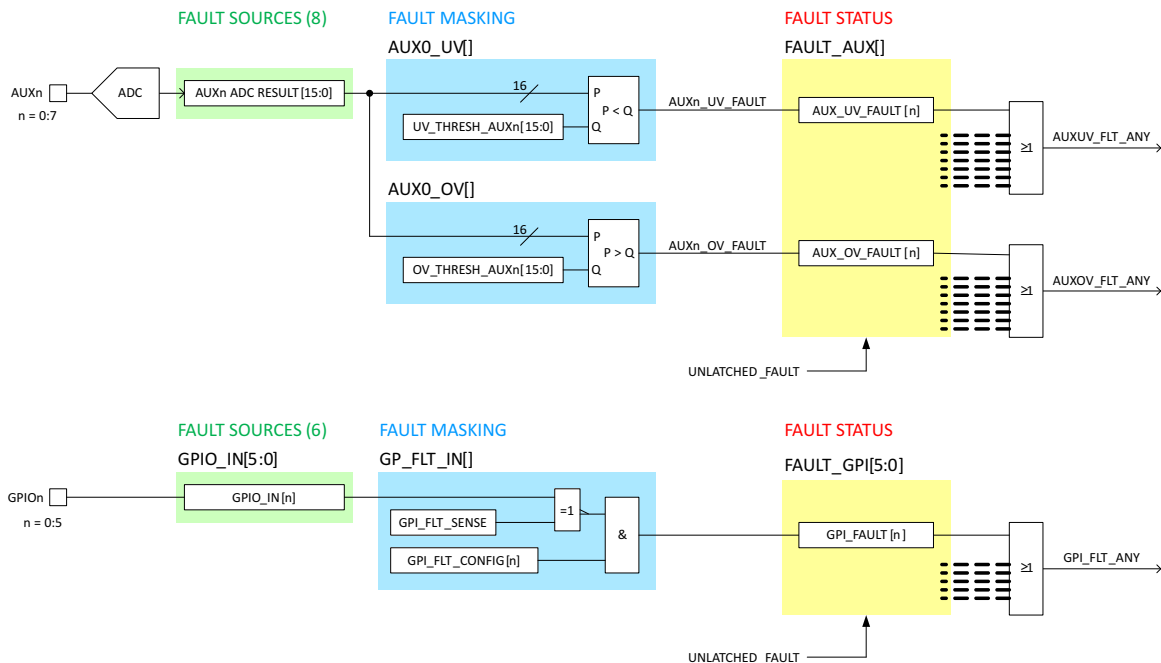 FAULT SOURCES (8)
FAULT MASKING
FAULT STATUS
AUX0_UV[]
FAULT_AUX[]
AUXn
n = 0:7
ADC
AUXn ADC RESULT[15:0]
16
P
P < Q
Q
UV_THRESH_AUXn[15:0]
AUXn_UV_FAULT
AUX_UV_FAULT[n]
≥1
AUXUV_FLT_ANY
AUX0_OV[]
16
P
P > Q
Q
OV_THRESH_AUXn[15:0]
AUXn_OV_FAULT
AUX_OV_FAULT[n]
≥1
AUXOV_FLT_ANY
UNLATCHED_FAULT
FAULT SOURCES (6)
FAULT MASKING
FAULT STATUS
GPIO_IN[5:0]
GP_FLT_IN[]
FAULT_GPI[5:0]
GPIOn
n = 0:5
GPIO_IN[n]
=1
GPI_FLT_SENSE
&
GPI_FLT_CONFIG[n]
GPI_FAULT[n]
≥1
GPI_FLT_ANY
UNLATCHED_FAULT